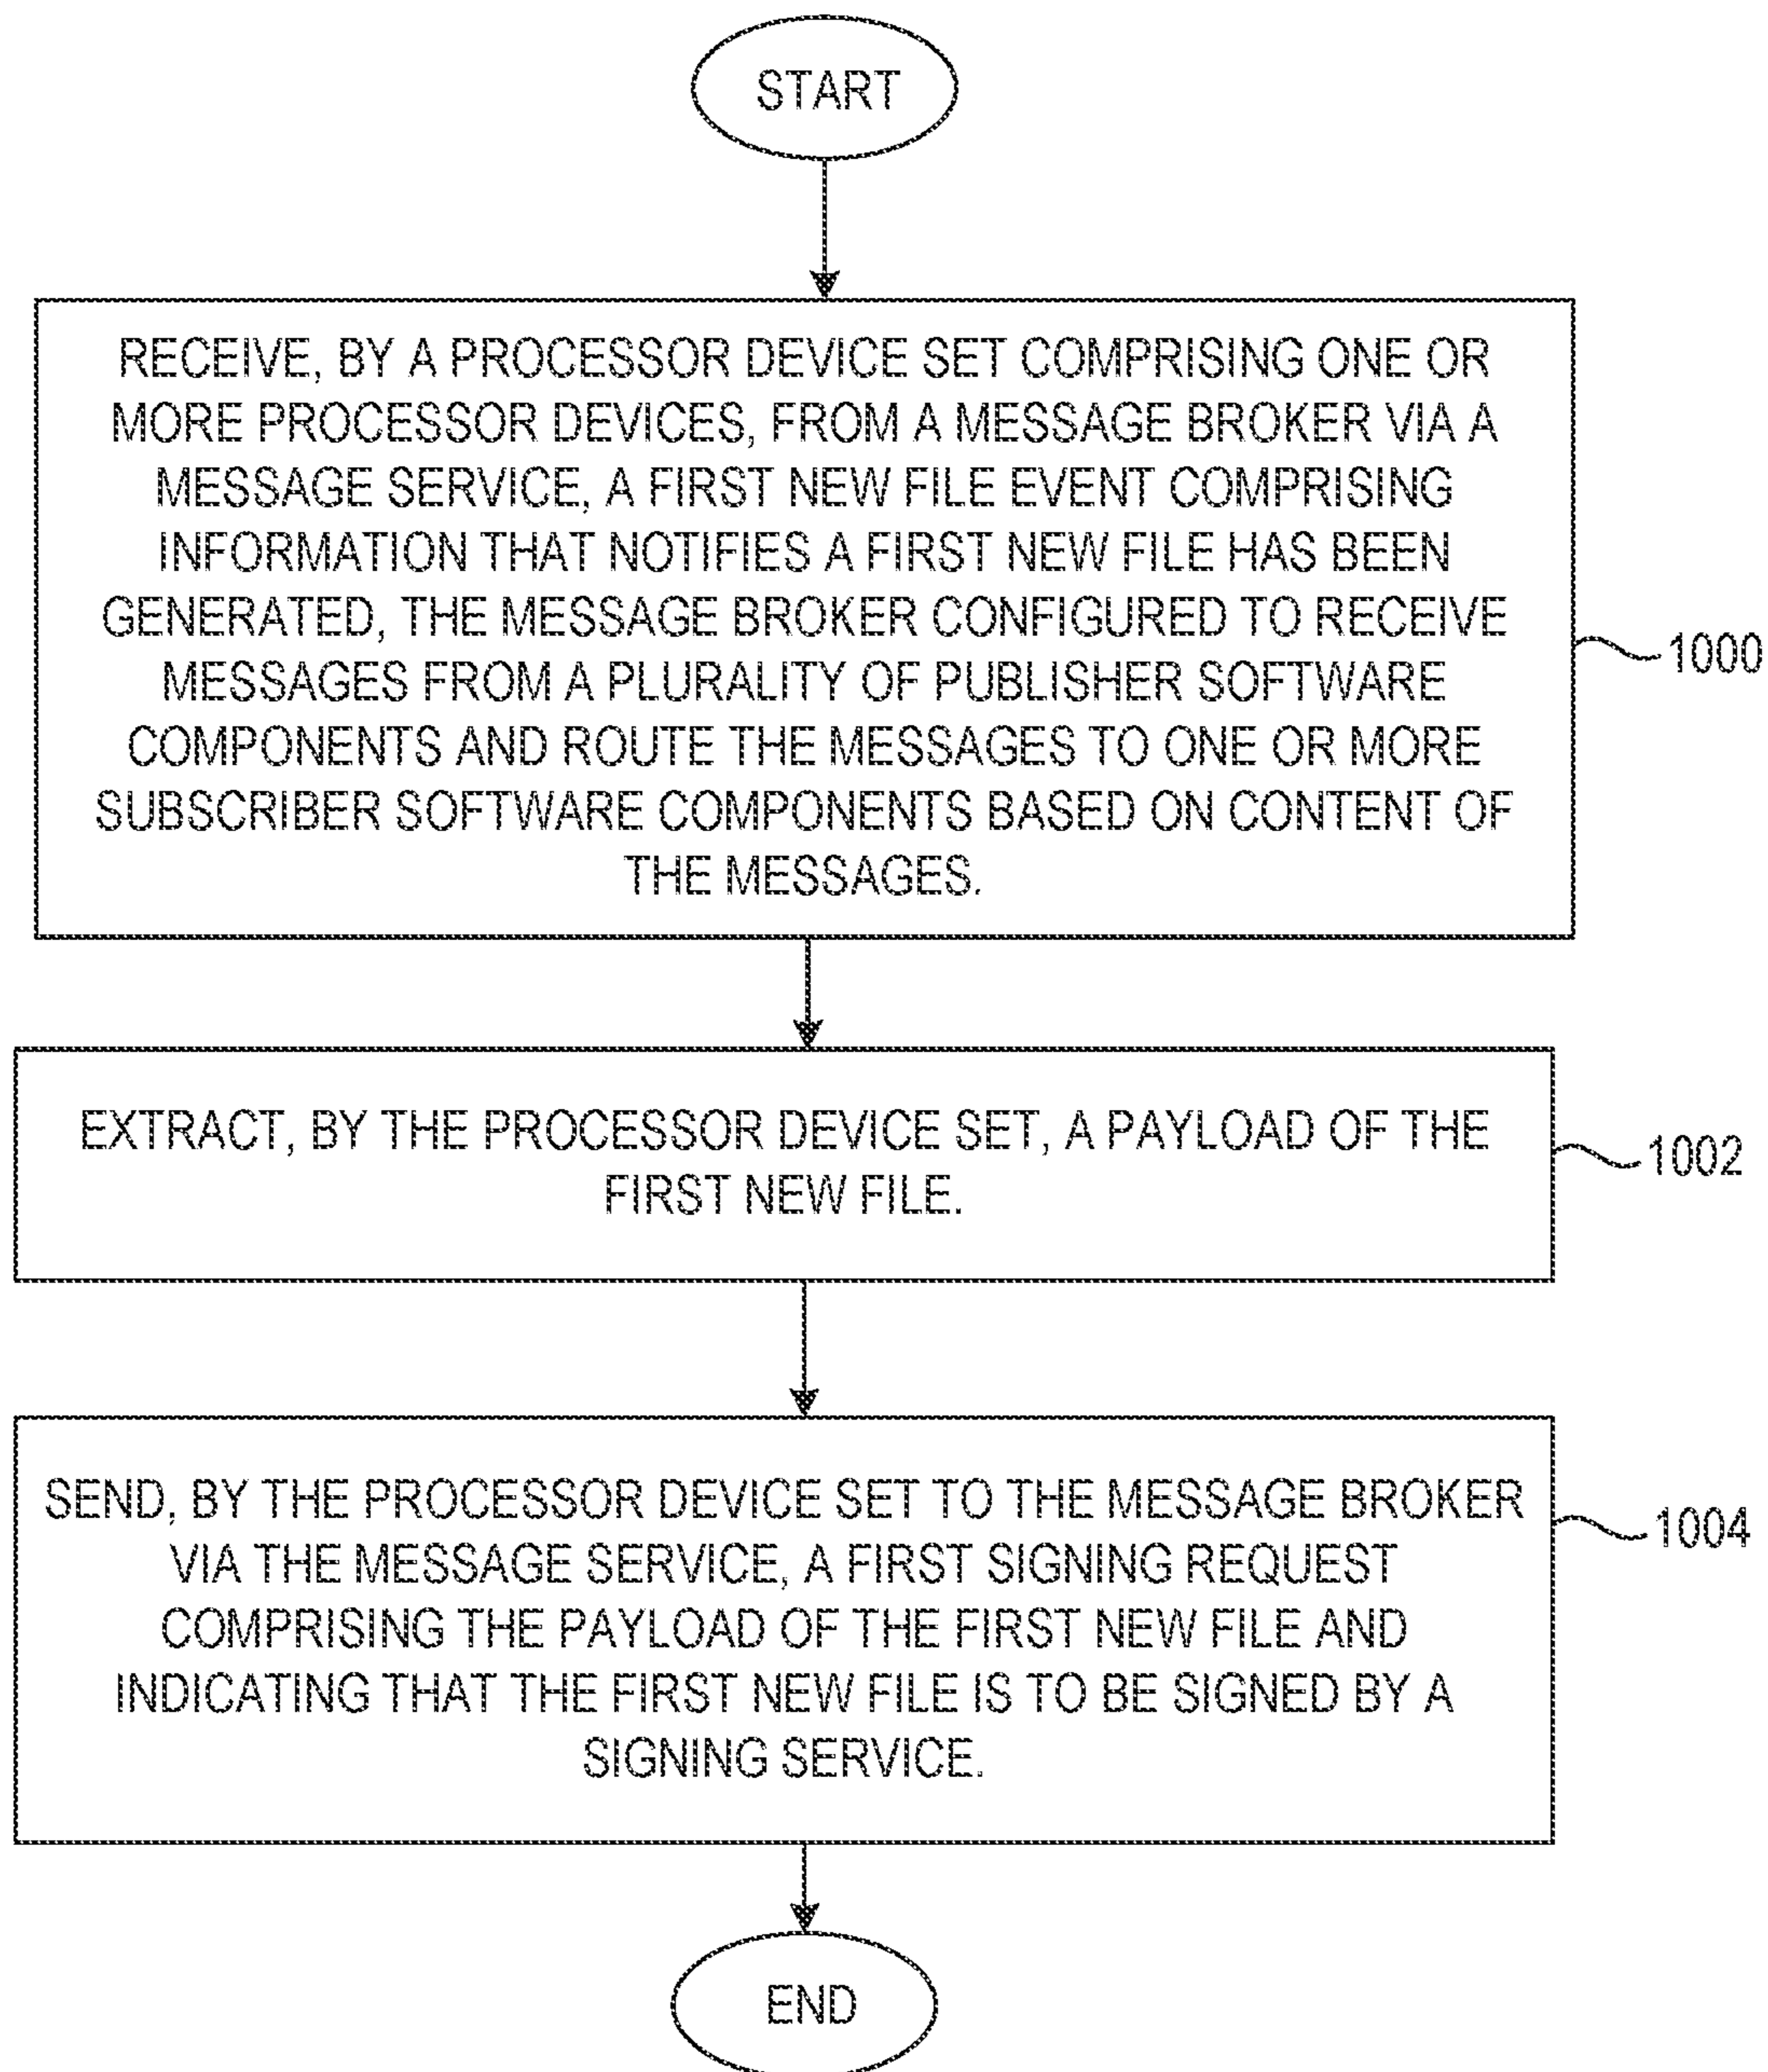 START
RECEIVE, BY A PROCESSOR DEVICE SET COMPRISING ONE OR
MORE PROCESSOR DEVICES, FROM A MESSAGE BROKER VIA A
MESSAGE SERVICE, A FIRST NEW FILE EVENT COMPRISING
INFORMATION THAT NOTIFIES A FIRST NEW FILE HAS BEEN
GENERATED, THE MESSAGE BROKER CONFIGURED TO RECEIVE
MESSAGES FROM A PLURALITY OF PUBLISHER SOFTWARE
COMPONENTS AND ROUTE THE MESSAGES TO ONE OR MORE
SUBSCRIBER SOFTWARE COMPONENTS BASED ON CONTENT OF
THE MESSAGES.
1000
EXTRACT, BY THE PROCESSOR DEVICE SET, A PAYLOAD OF THE
FIRST NEW FILE.
1002
SEND, BY THE PROCESSOR DEVICE SET TO THE MESSAGE BROKER
VIA THE MESSAGE SERVICE, A FIRST SIGNING REQUEST
COMPRISING THE PAYLOAD OF THE FIRST NEW FILE AND
INDICATING THAT THE FIRST NEW FILE IS TO BE SIGNED BY A
SIGNING SERVICE.
1004
END